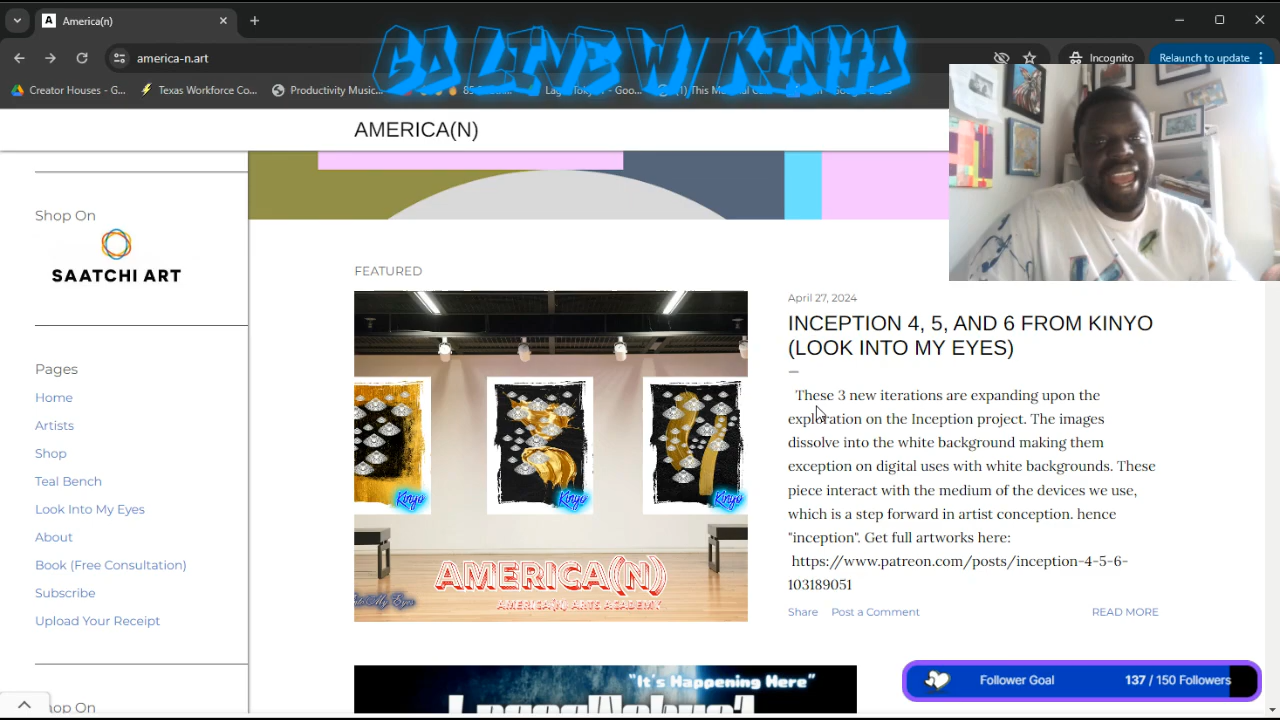 America(n)
GO LIVE W/ KINYO
america-n.art
Incognito
Relaunch to update
Creator Houses - G...
Texas Workforce Co...
Productivity Music...
(1) This M
Docs
AMERICA(N)
Shop On
SAATCHI ART
Pages
Home
Artists
Shop
Teal Bench
Look Into My Eyes
About
Book (Free Consultation)
Subscribe
Upload Your Receipt
Shop On
FEATURED
Kinyo
Kinyo
Kinyo
AMERICA(N)
AMERICA(N) ARTS ACADEMY
Into My Eyes
April 27, 2024
INCEPTION 4, 5, AND 6 FROM KINYO
(LOOK INTO MY EYES)
These 3 new iterations are expanding upon the
exploration on the Inception project. The images
dissolve into the white background making them
exception on digital uses with white backgrounds. These
piece interact with the medium of the devices we use,
which is a step forward in artist conception. hence
"inception". Get full artworks here:
https://www.patreon.com/posts/inception-4-5-6-
103189051
Share Post a Comment READ MORE
"It's Happening Here"
Follower Goal 137 / 150 Followers